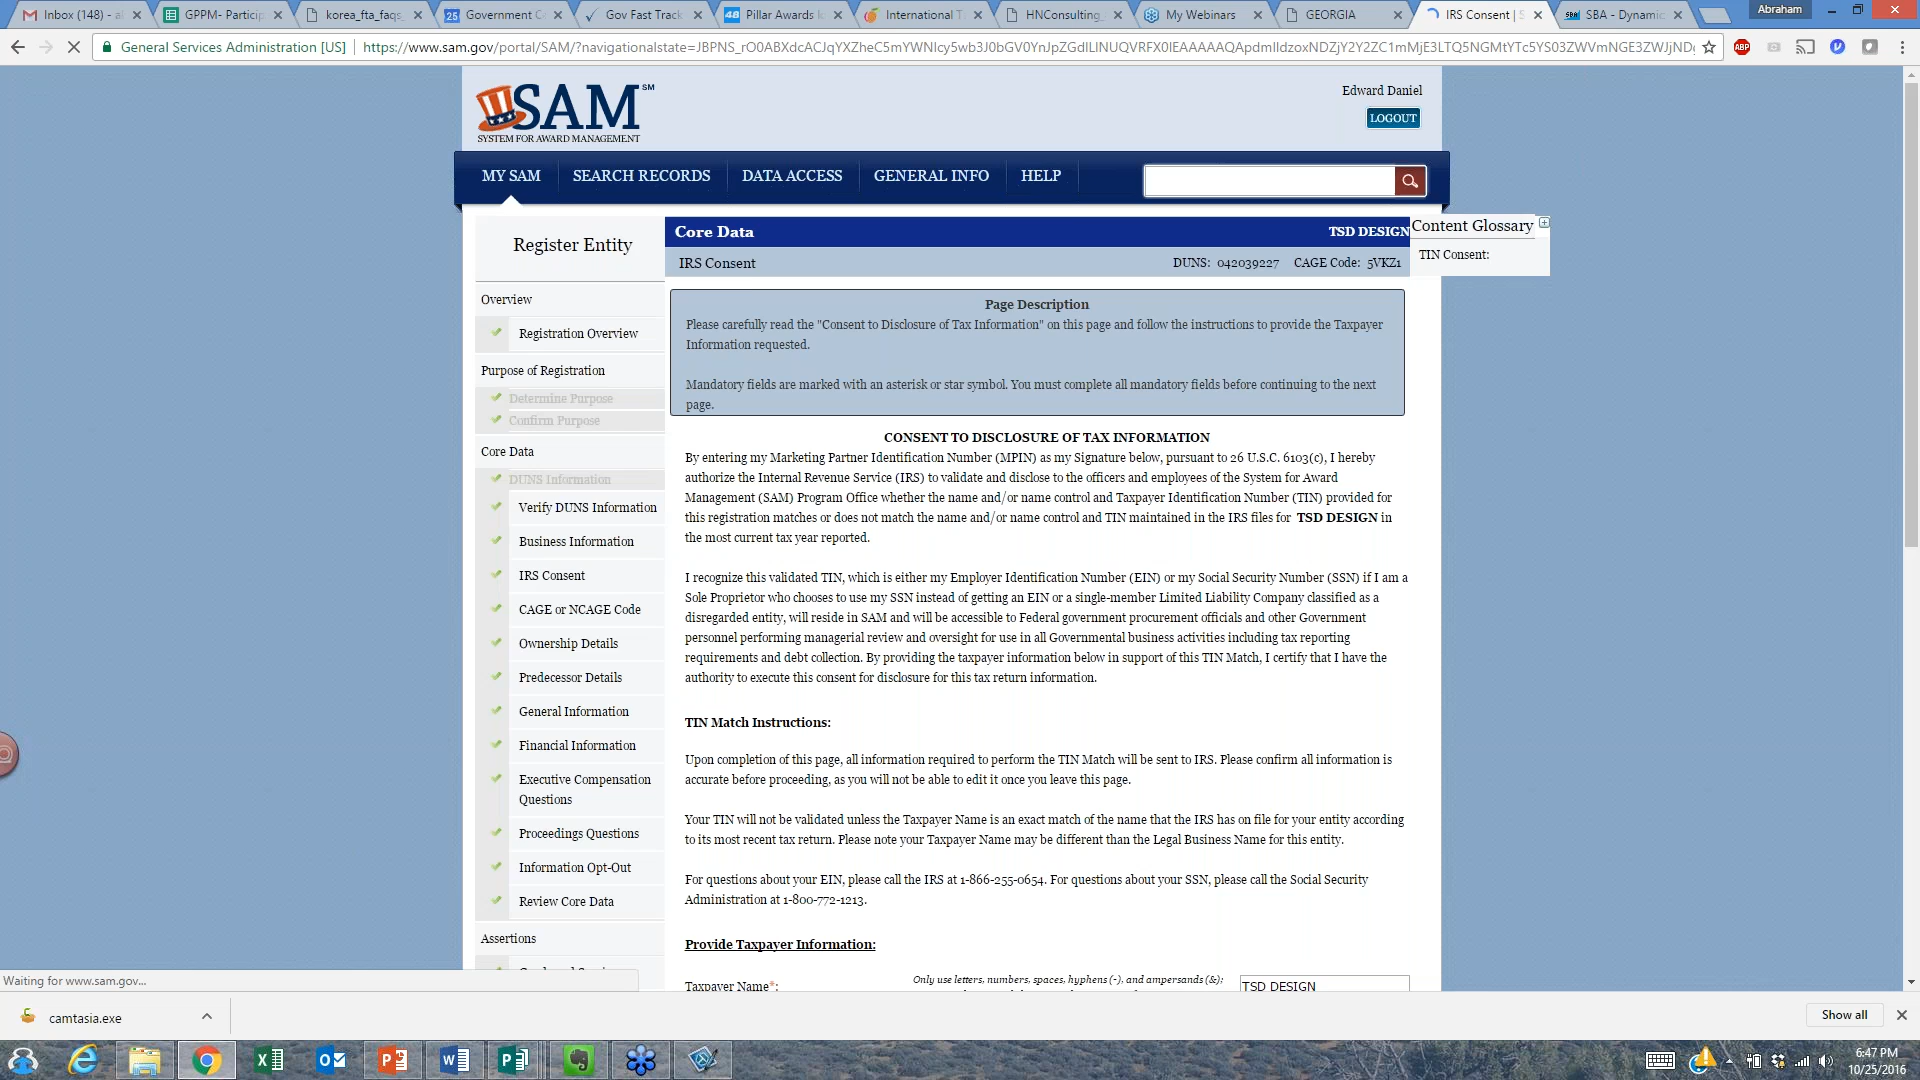 Inbox (148) - al
GPPM- Particip
korea_fta_faqs_
Government C
Gov Fast Track
Pillar Awards
International T
HNConsulting_
My Webinars
GEORGIA
IRS Consent | S
SBA - Dynamic
Abraham
General Services Administration [US]
https://www.sam.gov/portal/SAM/?navigationalstate=
ABP
SAM SM
SYSTEM FOR AWARD MANAGEMENT
Edward Daniel
LOGOUT
MY SAM
SEARCH RECORDS
DATA ACCESS
GENERAL INFO
HELP
Register Entity
Core Data
TSD DESIGN
Content Glossary
TIN Consent:
IRS Consent
DUNS: 042039227 CAGE Code: 5VKZ1
Overview
Registration Overview
Purpose of Registration
Determine Purpose
Confirm Purpose
Core Data
DUNS Information
Verify DUNS Information
Business Information
IRS Consent
CAGE or NCAGE Code
Ownership Details
Predecessor Details
General Information
Financial Information
Executive Compensation
Questions
Proceedings Questions
Information Opt-Out
Review Core Data
Assertions
Page Description
Please carefully read the "Consent to Disclosure of Tax Information" on this page and follow the instructions to provide the Taxpayer
Information requested.
Mandatory fields are marked with an asterisk or star symbol. You must complete all mandatory fields before continuing to the next
page.
CONSENT TO DISCLOSURE OF TAX INFORMATION
By entering my Marketing Partner Identification Number (MPIN) as my Signature below, pursuant to 26 U.S.C. 6103(c), I hereby
authorize the Internal Revenue Service (IRS) to validate and disclose to the officers and employees of the System for Award
Management (SAM) Program Office whether the name and/or name control and Taxpayer Identification Number (TIN) provided for
this registration matches or does not match the name and/or name control and TIN maintained in the IRS files for TSD DESIGN in
the most current tax year reported.
I recognize this validated TIN, which is either my Employer Identification Number (EIN) or my Social Security Number (SSN) if I am a
Sole Proprietor who chooses to use my SSN instead of getting an EIN or a single-member Limited Liability Company classified as a
disregarded entity, will reside in SAM and will be accessible to Federal government procurement officials and other Government
personnel performing managerial review and oversight for use in all Governmental business activities including tax reporting
requirements and debt collection. By providing the taxpayer information below in support of this TIN Match, I certify that I have the
authority to execute this consent for disclosure for this tax return information.
TIN Match Instructions:
Upon completion of this page, all information required to perform the TIN Match will be sent to IRS. Please confirm all information is
accurate before proceeding, as you will not be able to edit it once you leave this page.
Your TIN will not be validated unless the Taxpayer Name is an exact match of the name that the IRS has on file for your entity according
to its most recent tax return. Please note your Taxpayer Name may be different than the Legal Business Name for this entity.
For questions about your EIN, please call the IRS at 1-866-255-0654. For questions about your SSN, please call the Social Security
Administration at 1-800-772-1213.
Provide Taxpayer Information:
Taxpayer Name*:
Only use letters, numbers, spaces, hyphens (-), and ampersands (&);
TSD DESIGN
Waiting for www.sam.gov...
camtasia.exe
Show all
6:47 PM
10/25/2016